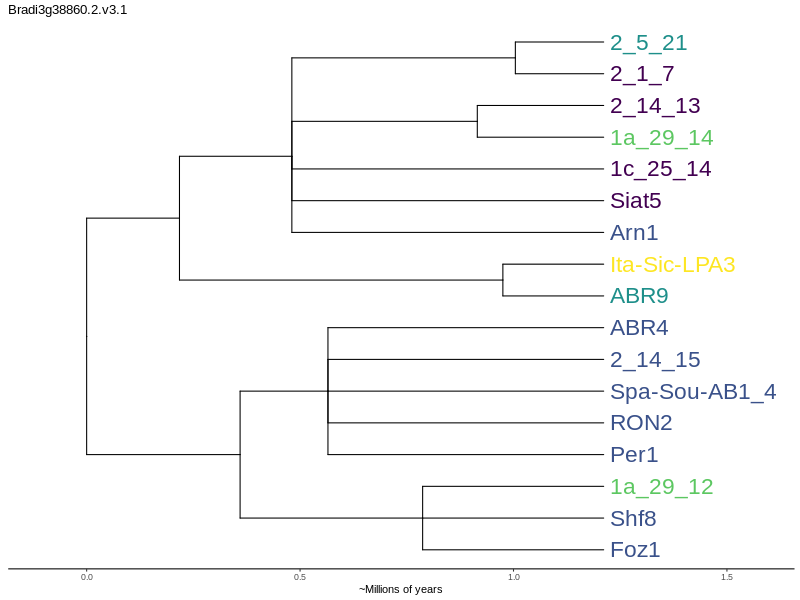 Bradi3g38860.2.v3.1
2_5_21
2_1_7
2_14_13
1a_29_14
1c_25_14
Siat5
Arn1
Ita-Sic-LPA3
ABR9
ABR4
2_14_15
Spa-Sou-AB1_4
RON2
Per1
1a_29_12
Shf8
Foz1
0.0 0.5 1.0 1.5
~Millions of years